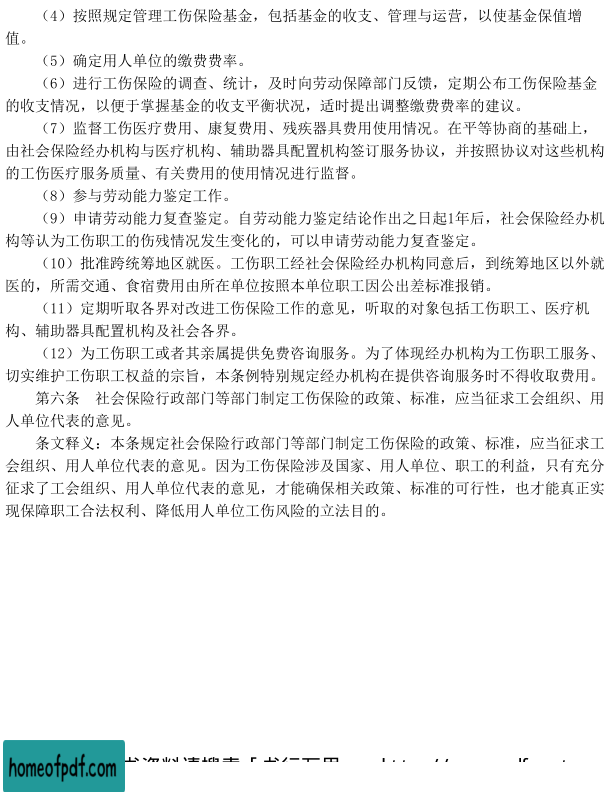 （4）按照规定管理工伤保险基金，包括基金的收支、管理与运营，以使基金保值增
值。
（5）确定用人单位的缴费费率。
（6）进行工伤保险的调查、统计，及时向劳动保障部门反馈，定期公布工伤保险基金
的收支情况，以便于掌握基金的收支平衡状况，适时提出调整缴费费率的建议。
（7）监督工伤医疗费用、康复费用、残疾器具费用使用情况。在平等协商的基础上，
由社会保险经办机构与医疗机构、辅助器具配置机构签订服务协议，并按照协议对这些机构
的工伤医疗服务质量、有关费用的使用情况进行监督。
（8）参与劳动能力鉴定工作。
（9）申请劳动能力复查鉴定。自劳动能力鉴定结论作出之日起1年后，社会保险经办机
构等认为工伤职工的伤残情况发生变化的，可以申请劳动能力复查鉴定。
（10）批准跨统筹地区就医。工伤职工经社会保险经办机构同意后，到统筹地区以外就
医的，所需交通、食宿费用由所在单位按照本单位职工因公出差标准报销。
（11）定期听取各界对改进工伤保险工作的意见，听取的对象包括工伤职工、医疗机
构、辅助器具配置机构及社会各界。
（12）为工伤职工或者其亲属提供免费咨询服务。为了体现经办机构为工伤职工服务、
切实维护工伤职工权益的宗旨，本条例特别规定经办机构在提供咨询服务时不得收取费用。
第六条　社会保险行政部门等部门制定工伤保险的政策、标准，应当征求工会组织、用
人单位代表的意见。
条文释义：本条规定社会保险行政部门等部门制定工伤保险的政策、标准，应当征求工
会组织、用人单位代表的意见。因为工伤保险涉及国家、用人单位、职工的利益，只有充分
征求了工会组织、用人单位代表的意见，才能确保相关政策、标准的可行性，也才能真正实
现保障职工合法权利、降低用人单位工伤风险的立法目的。
homeofpdf.com